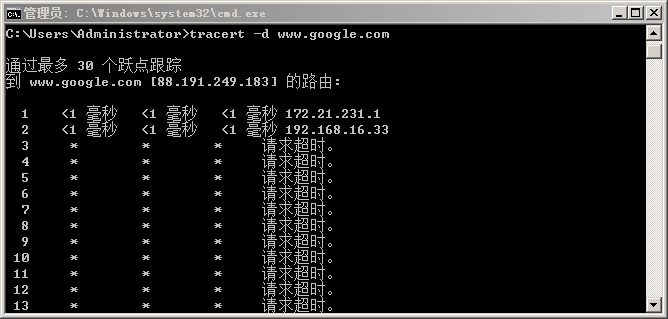 管理员: C:\Windows\system32\cmd.exe
C:\Users\Administrator>tracert -d www.google.com
通过最多 30 个跃点跟踪
到 www.google.com [88.191.249.183] 的路由:
1 <1 毫秒 <1 毫秒 <1 毫秒 172.21.231.1
2 <1 毫秒 <1 毫秒 <1 毫秒 192.168.16.33
3 * * * 请求超时。
4 * * * 请求超时。
5 * * * 请求超时。
6 * * * 请求超时。
7 * * * 请求超时。
8 * * * 请求超时。
9 * * * 请求超时。
10 * * * 请求超时。
11 * * * 请求超时。
12 * * * 请求超时。
13 * * * 请求超时。